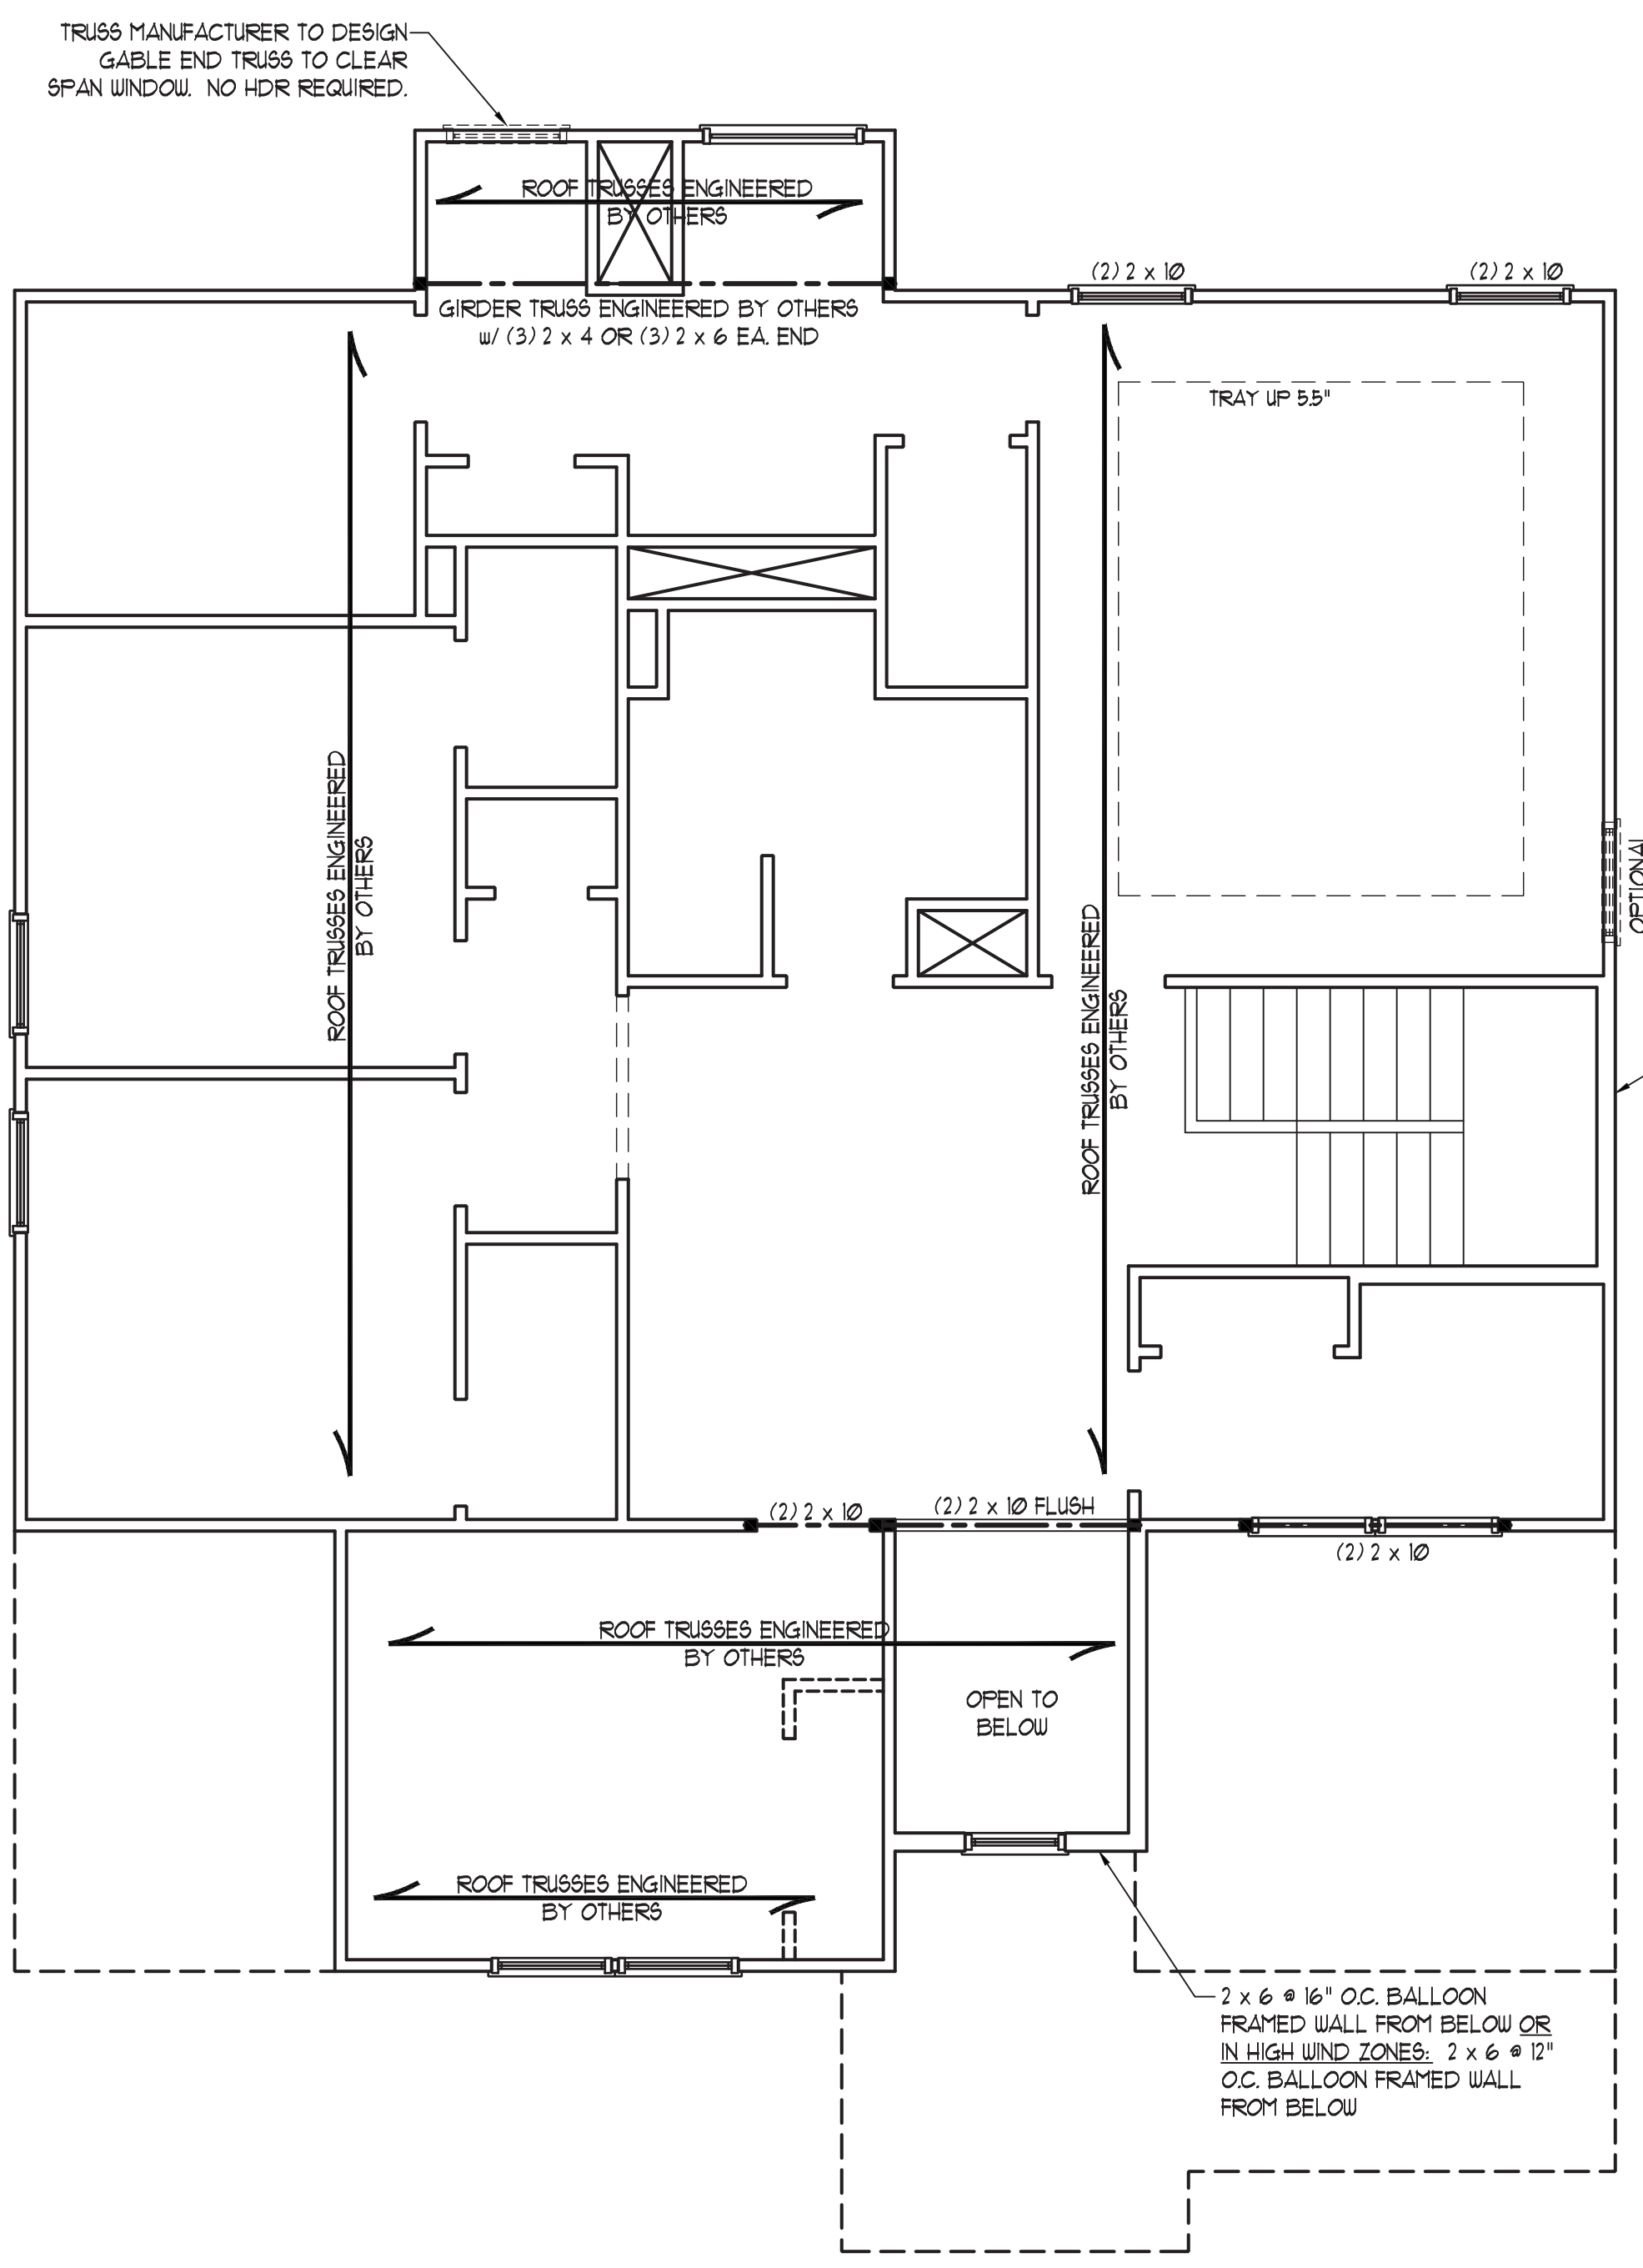 TRUSS MANUFACTURER TO DESIGN
GABLE END TRUSS TO CLEAR
SPAN WINDOW. NO HDR REQUIRED.
ROOF TRUSSES ENGINEERED
BY OTHERS
(2) 2 x 10
(2) 2 x 10
GIRDER TRUSS ENGINEERED BY OTHERS
w/ (3) 2 x 4 OR (3) 2 x 6 EA. END
TRAY UP 5.5"
ROOF TRUSSES ENGINEERED
BY OTHERS
ROOF TRUSSES ENGINEERED
BY OTHERS
OPTIONAL
(2) 2 x 10
(2) 2 x 10 FLUSH
(2) 2 x 10
ROOF TRUSSES ENGINEERED
BY OTHERS
OPEN TO
BELOW
ROOF TRUSSES ENGINEERED
BY OTHERS
2 x 6 @ 16" O.C. BALLOON
FRAMED WALL FROM BELOW OR
IN HIGH WIND ZONES: 2 x 6 @ 12"
O.C. BALLOON FRAMED WALL
FROM BELOW